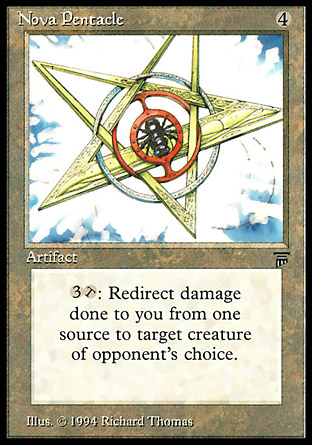 Nova Pentacle 4
Artifact
3: Redirect damage
done to you from one
source to target creature
of opponent's choice.
Illus. © 1994 Richard Thomas